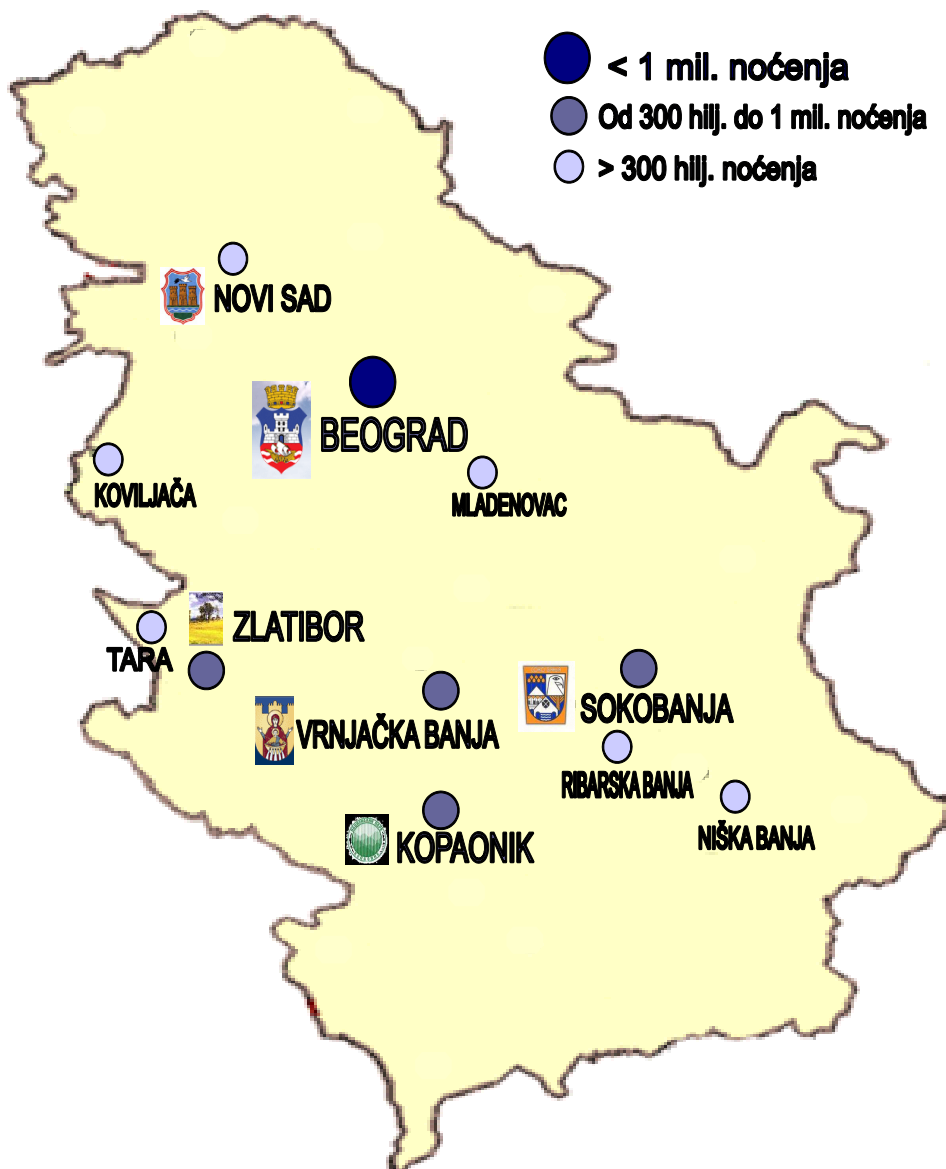 < 1 mil. noćenja
Od 300 hilj. do 1 mil. noćenja
> 300 hilj. noćenja
NOVI SAD
BEOGRAD
KOVILJAČA
MLADENOVAC
ZLATIBOR
TARA
SOKOBANJA
VRNJAČKA BANJA
RIBARSKA BANJA
NIŠKA BANJA
KOPAONIK